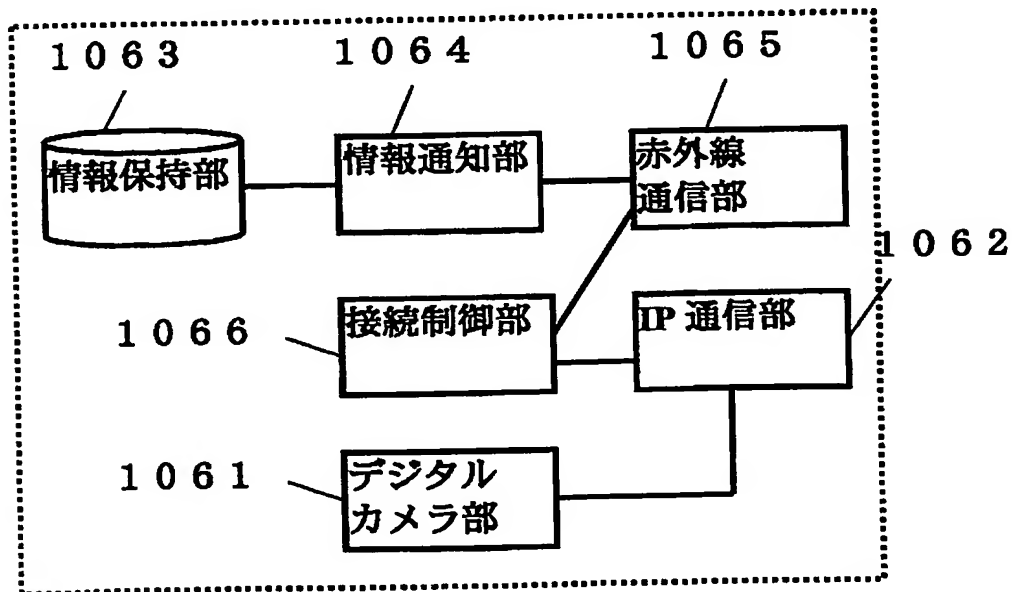 １０６３
１０６４
１０６５
情報保持部
情報通知部
赤外線
通信部
１０６２
１０６６
接続制御部
IP 通信部
１０６１
デジタル
カメラ部